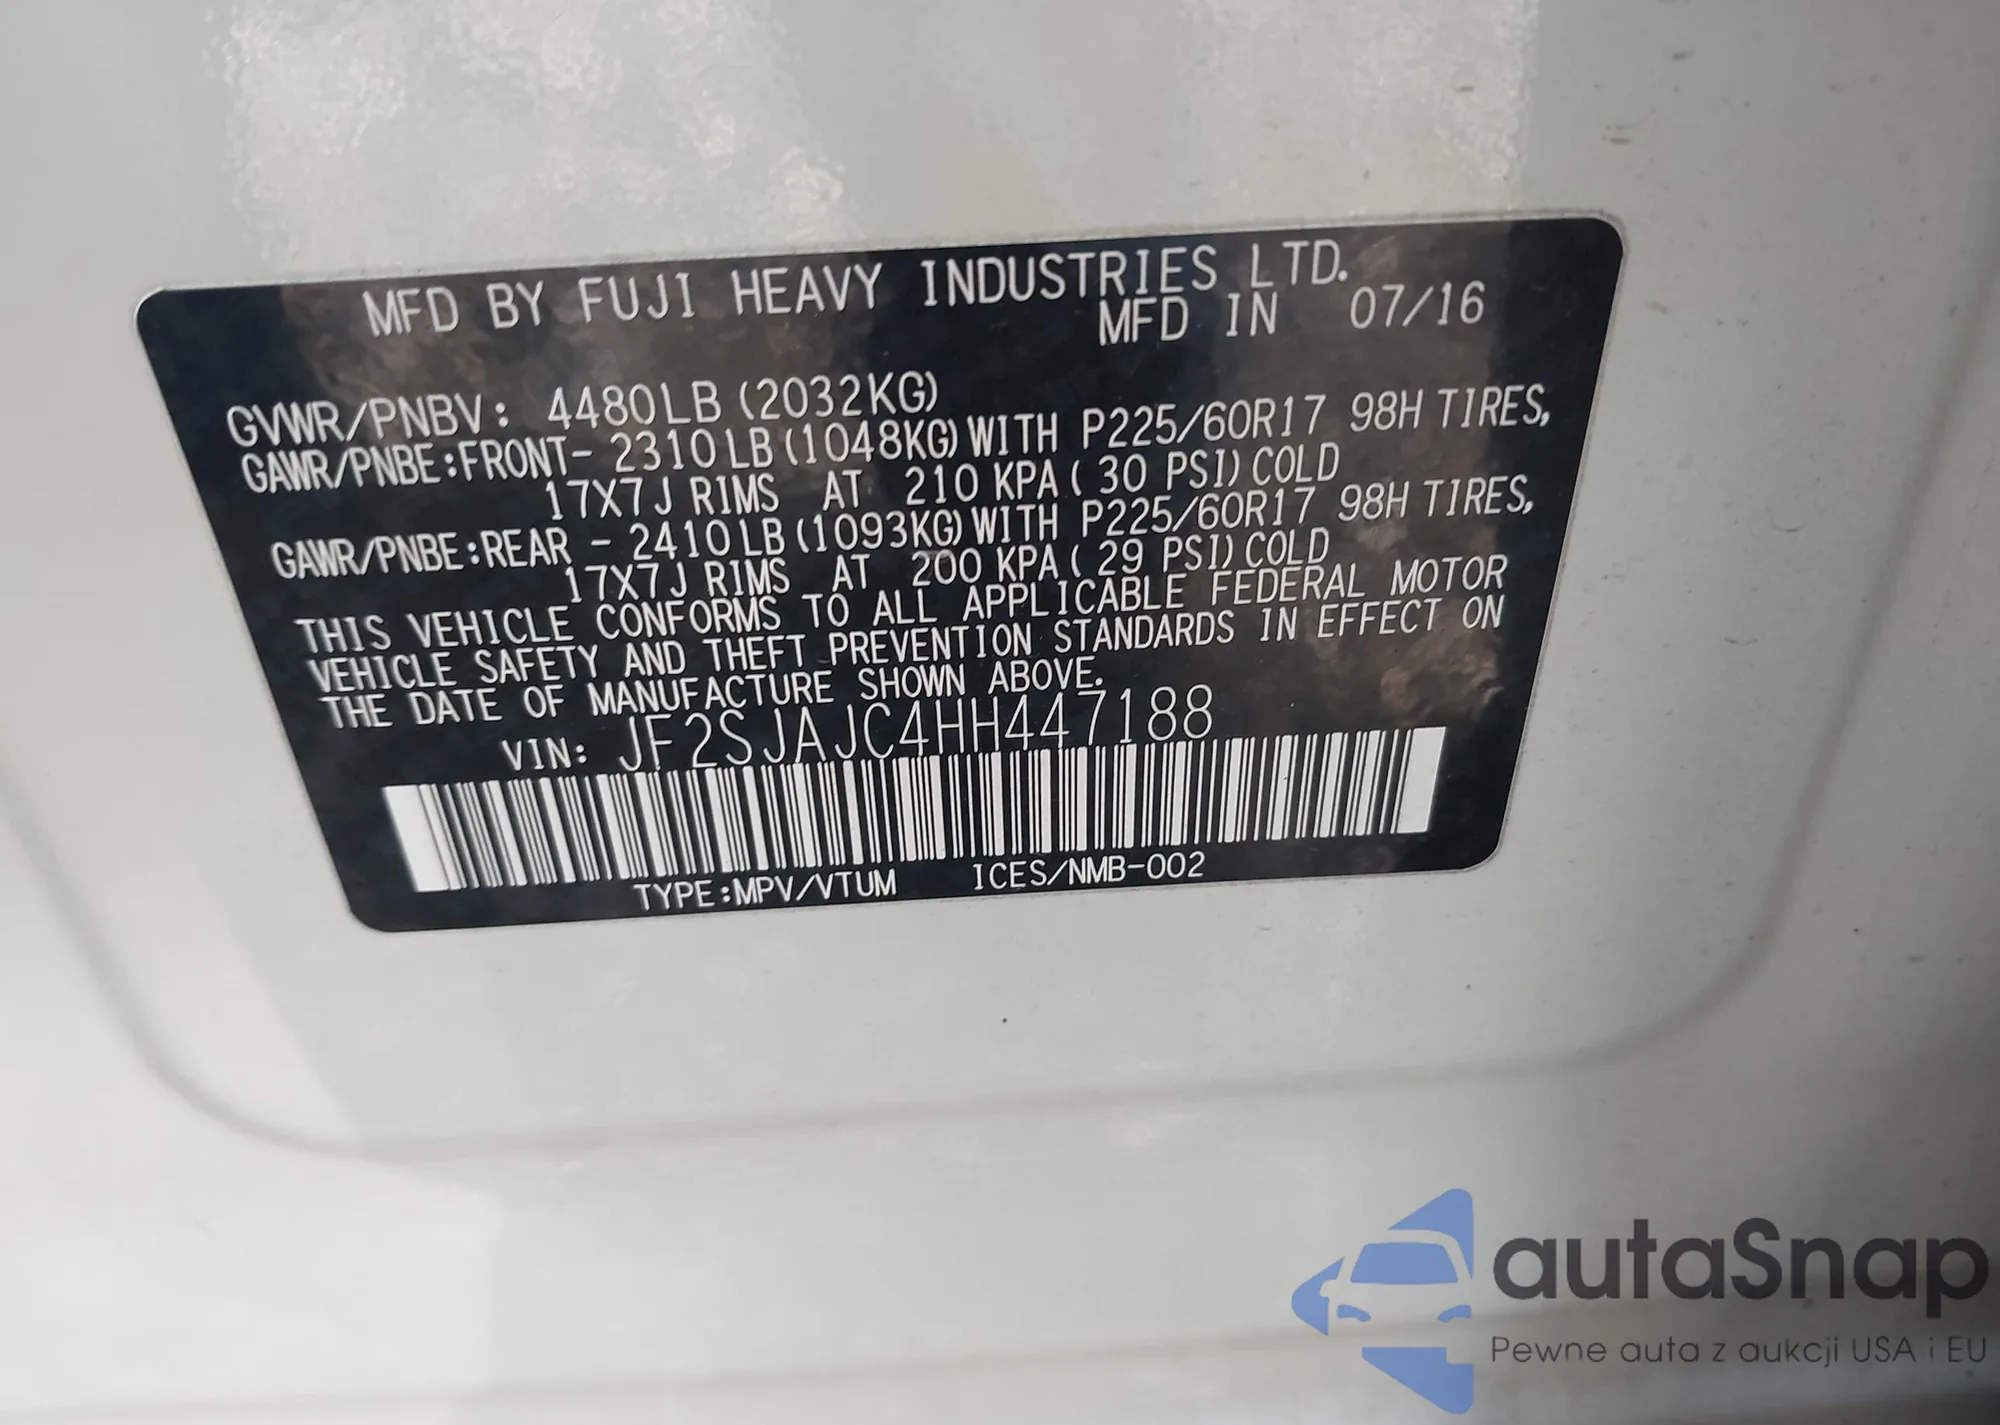 MFD BY FUJI HEAVY INDUSTRIES LTD.
MFD IN 07/16
GVWR/PNBV: 4480LB (2032KG)
GAWR/PNBE:FRONT- 2310LB (1048KG) WITH P225/60R17 98H TIRES,
17X7J RIMS AT 210 KPA ( 30 PSI) COLD
GAWR/PNBE:REAR - 2410LB (1093KG) WITH P225/60R17 98H TIRES,
17X7J RIMS AT 200 KPA ( 29 PSI) COLD
THIS VEHICLE CONFORMS TO ALL APPLICABLE FEDERAL MOTOR
VEHICLE SAFETY AND THEFT PREVENTION STANDARDS IN EFFECT ON
THE DATE OF MANUFACTURE SHOWN ABOVE.
VIN: JF2SJAJC4HH447188
TYPE:MPV/VTUM ICES/NMB-002
autaSnap
Pewne auta z aukcji USA i EU